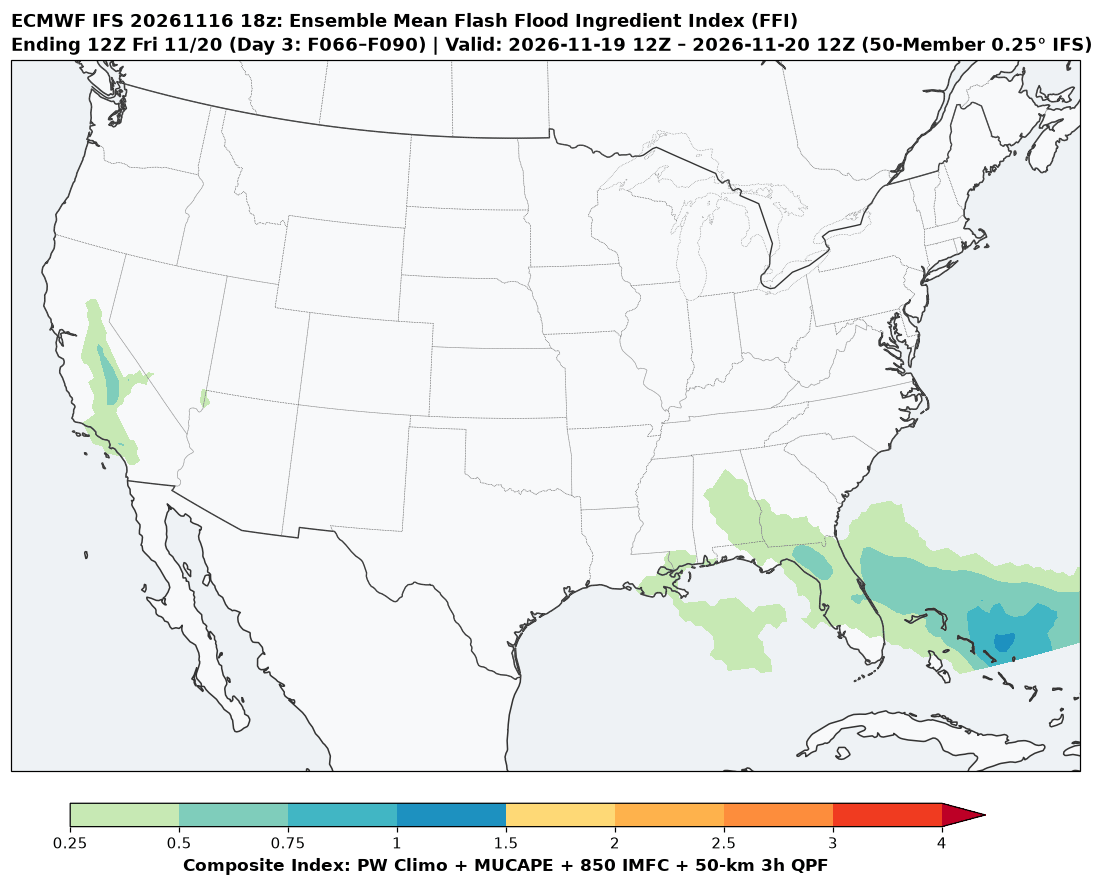 ECMWF IFS 20261116 18z: Ensemble Mean Flash Flood Ingredient Index (FFI)
Ending 12Z Fri 11/20 (Day 3: F066–F090) | Valid: 2026-11-19 12Z – 2026-11-20 12Z (50-Member 0.25° IFS)
0.25 0.5 0.75 1 1.5 2 2.5 3 4
Composite Index: PW Climo + MUCAPE + 850 IMFC + 50-km 3h QPF